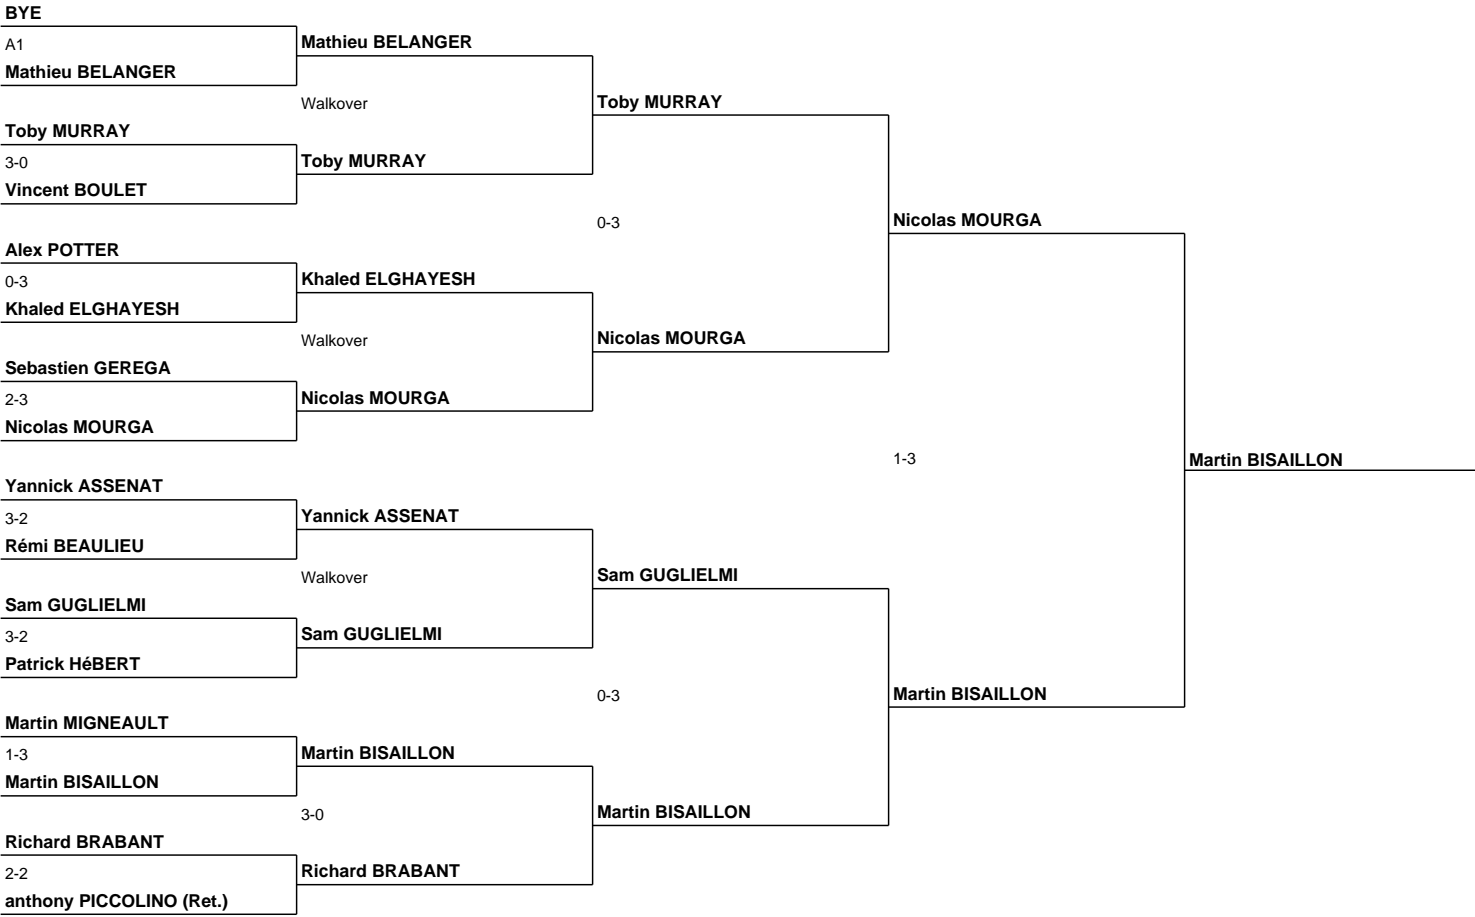 BYE
A1
Mathieu BELANGER
Mathieu BELANGER
Walkover
Toby MURRAY
Toby MURRAY
3-0
Toby MURRAY
Vincent BOULET
0-3
Nicolas MOURGA
Alex POTTER
0-3
Khaled ELGHAYESH
Khaled ELGHAYESH
Walkover
Nicolas MOURGA
Sebastien GEREGA
2-3
Nicolas MOURGA
Nicolas MOURGA
1-3
Martin BISAILLON
Yannick ASSENAT
3-2
Yannick ASSENAT
Rémi BEAULIEU
Walkover
Sam GUGLIELMI
Sam GUGLIELMI
3-2
Sam GUGLIELMI
Patrick HéBERT
0-3
Martin BISAILLON
Martin MIGNEAULT
1-3
Martin BISAILLON
Martin BISAILLON
3-0
Martin BISAILLON
Richard BRABANT
2-2
Richard BRABANT
anthony PICCOLINO (Ret.)